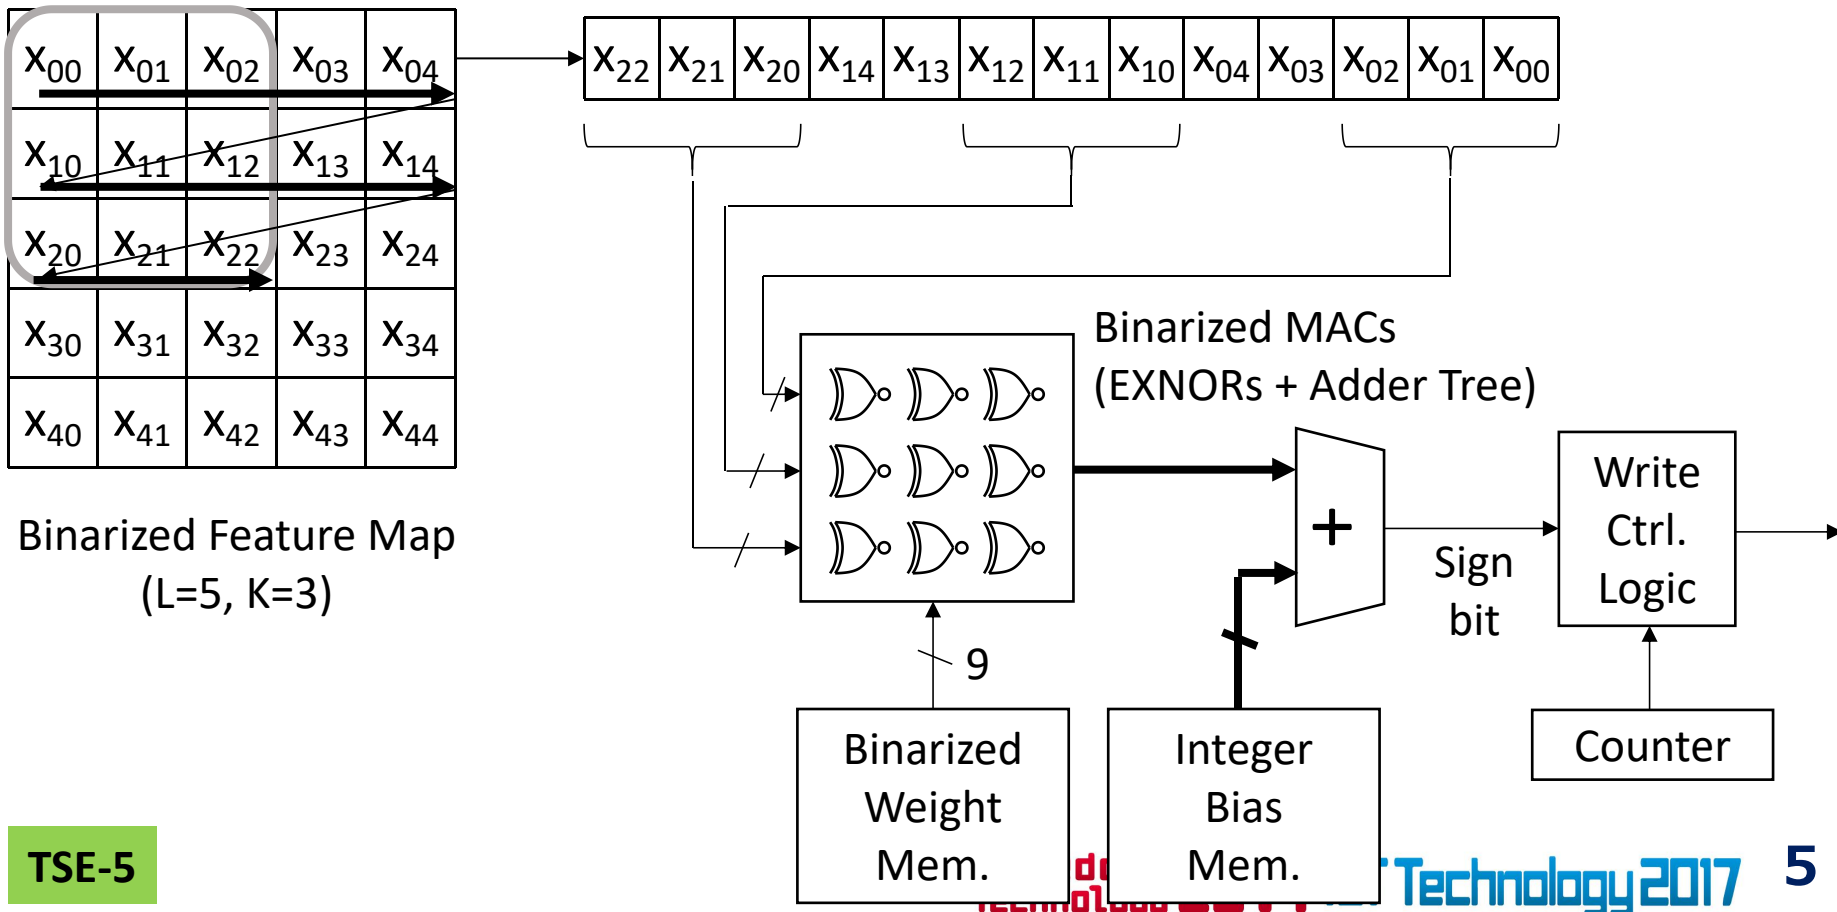 x00 x01 x02 x03 x04
x10 x11 x12 x13 x14
x20 x21 x22 x23 x24
x30 x31 x32 x33 x34
x40 x41 x42 x43 x44
Binarized Feature Map
(L=5, K=3)
x22 x21 x20 x14 x13 x12 x11 x10 x04 x03 x02 x01 x00
Binarized MACs
(EXNORs + Adder Tree)
+
Sign
bit
Write
Ctrl.
Logic
9
Binarized
Weight
Mem.
Integer
Bias
Mem.
Counter
TSE-5
Technology 2017
5